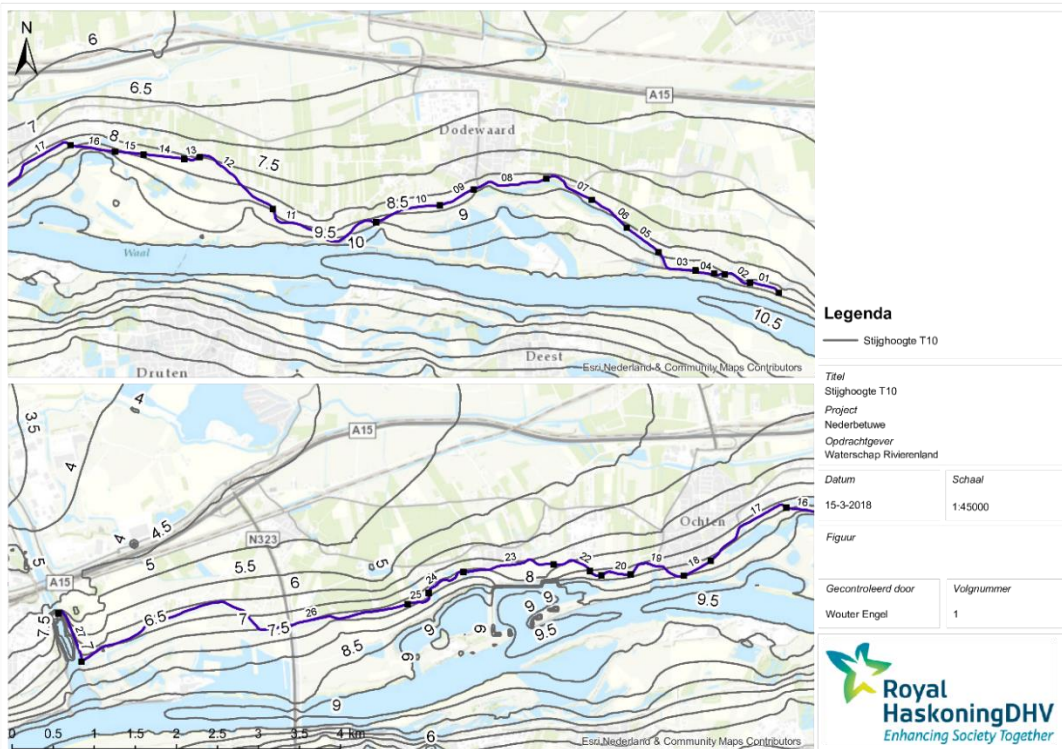 N
6
6.5
7
A15
17
16
8
15
14
13
12
7.5
Dodewaard
08
09
10
8.5
9
07
06
05
11
9.5
10
03
04
02
01
Waal
10.5
Druten
Deest
Esri Nederland & Community Maps Contributors
3.5
4
4
A15
4
4.5
N323
5
5
A15
5.5
5
6
Ochten
17
16
7.5
27
7
6.5
7
7.5
26
25
24
23
22
8
20
19
18
9
9
9
9
9.5
9.5
8.5
9
9
6
0 0.5 1 1.5 2 2.5 3 3.5 4 km
Esri Nederland & Community Maps Contributors
Legenda
Stijghoogte T10
Titel
Stijghoogte T10
Project
Nederbetuwe
Opdrachtgever
Waterschap Rivierenland
Datum
Schaal
15-3-2018
1:45000
Figuur
Gecontroleerd door
Volgnummer
Wouter Engel
1
Royal
HaskoningDHV
Enhancing Society Together